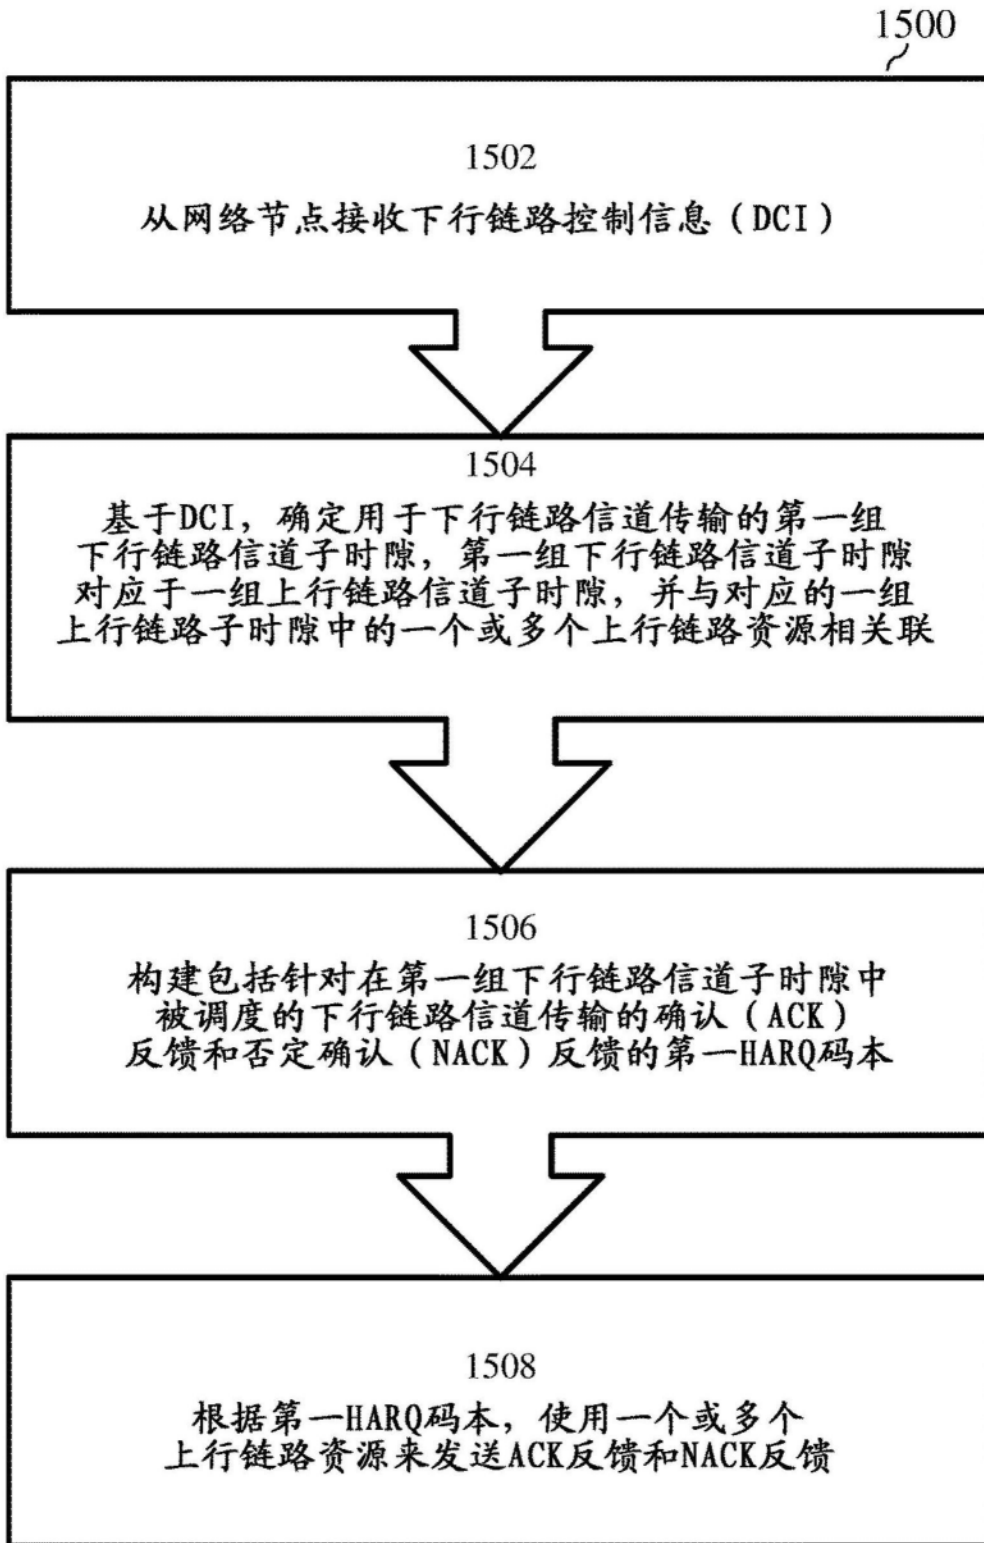 1500
1502
从网络节点接收下行链路控制信息（DCI）
1504
基于DCI，确定用于下行链路信道传输的第一组
下行链路信道子时隙，第一组下行链路信道子时隙
对应于一组上行链路信道子时隙，并与对应的一组
上行链路子时隙中的一个或多个上行链路资源相关联
1506
构建包括针对在第一组下行链路信道子时隙中
被调度的下行链路信道传输的确认（ACK）
反馈和否定确认（NACK）反馈的第一HARQ码本
1508
根据第一HARQ码本，使用一个或多个
上行链路资源来发送ACK反馈和NACK反馈